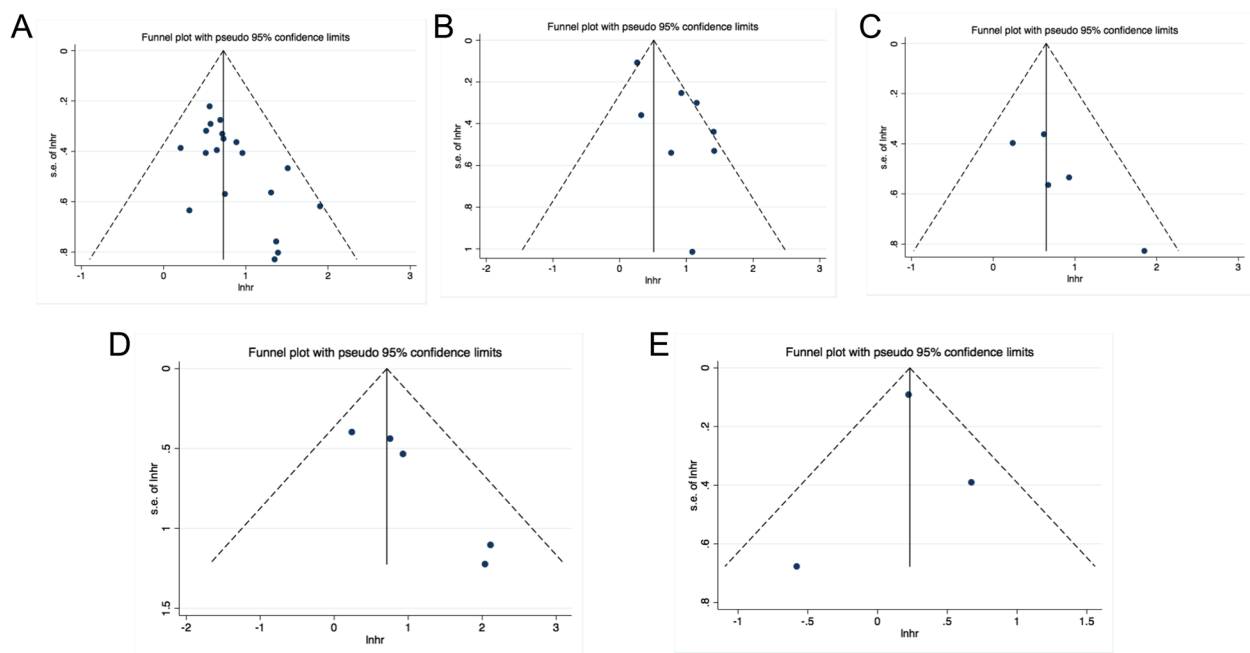 A
Funnel plot with pseudo 95% confidence limits
0
.2
.4
.6
.8
s.e. of lnhr
-1
0
1
2
3
lnhr
B
Funnel plot with pseudo 95% confidence limits
0
.2
.4
.6
.8
1
s.e. of lnhr
-2
-1
0
1
2
3
lnhr
C
Funnel plot with pseudo 95% confidence limits
0
.2
.4
.6
.8
s.e. of lnhr
-1
0
1
2
3
lnhr
D
Funnel plot with pseudo 95% confidence limits
0
.5
1
1.5
s.e. of lnhr
-2
-1
0
1
2
3
lnhr
E
Funnel plot with pseudo 95% confidence limits
0
.2
.4
.6
.8
s.e. of lnhr
-1
-.5
0
.5
1
1.5
lnhr